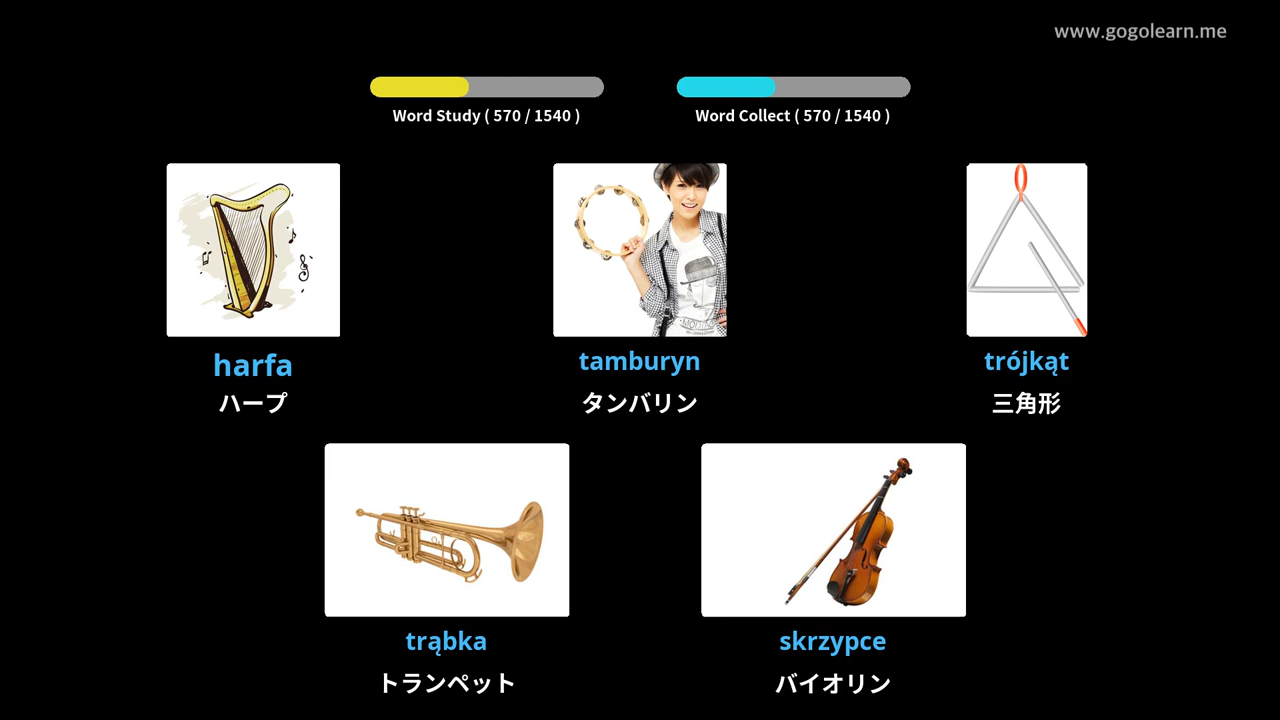 www.gogolearn.me
Word Study ( 570 / 1540 )
Word Collect ( 570 / 1540 )
harfa
ハープ
tamburyn
タンバリン
trójkąt
三角形
trąbka
トランペット
skrzypce
バイオリン